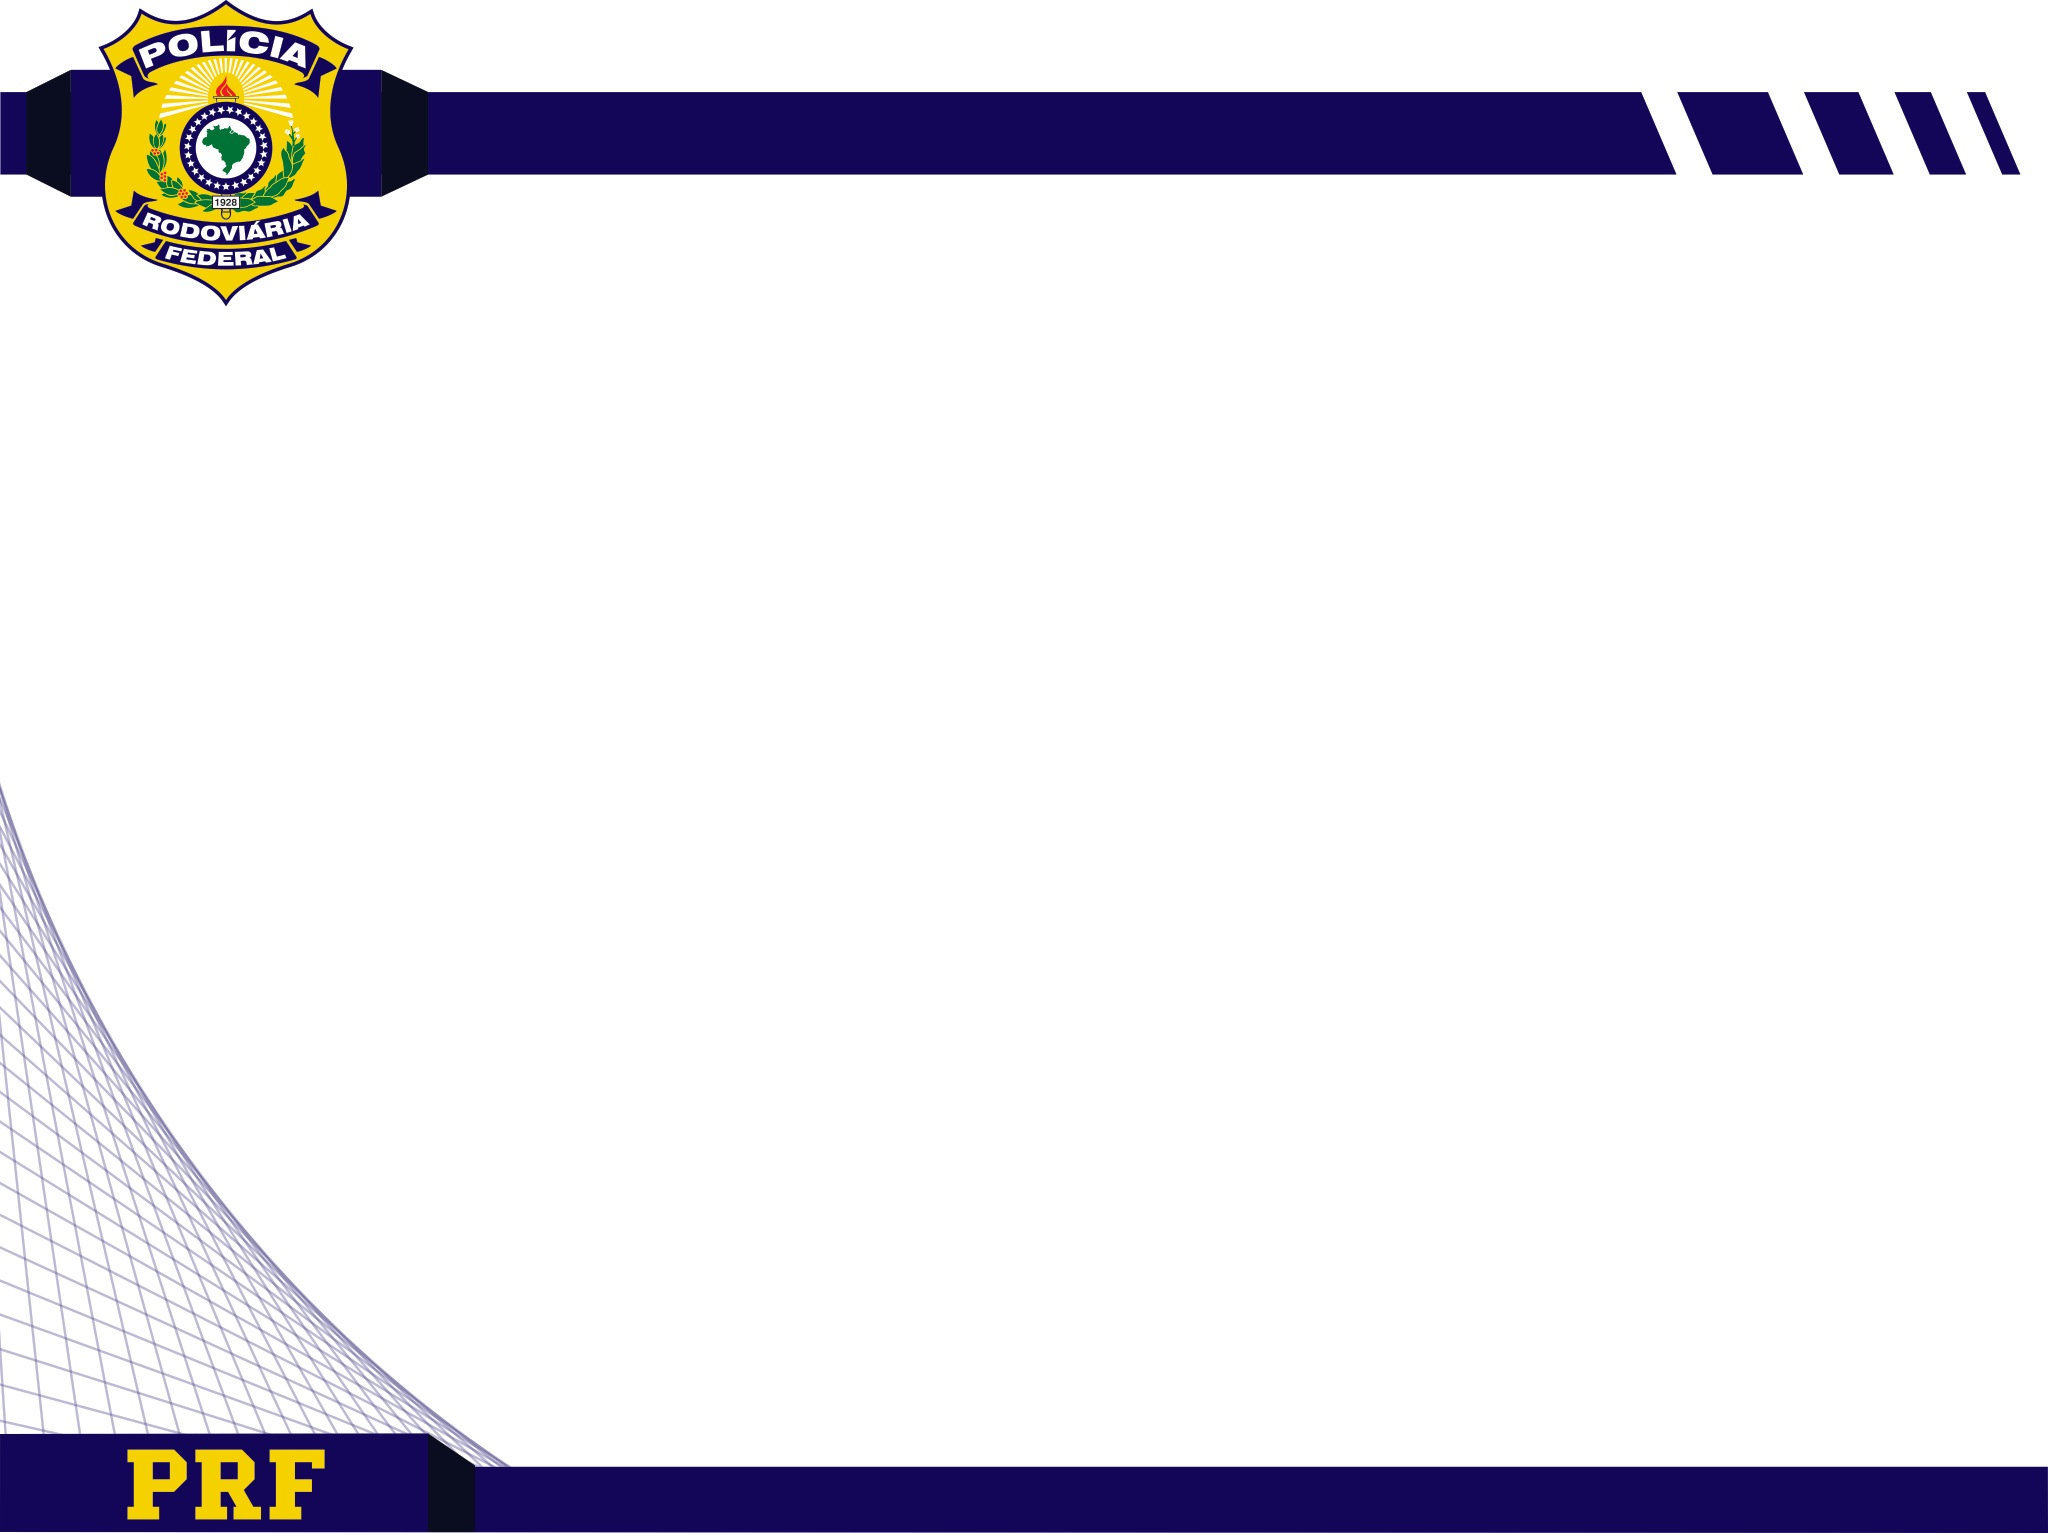 POLÍCIA
1928
RODOVIÁRIA
FEDERAL
PRF